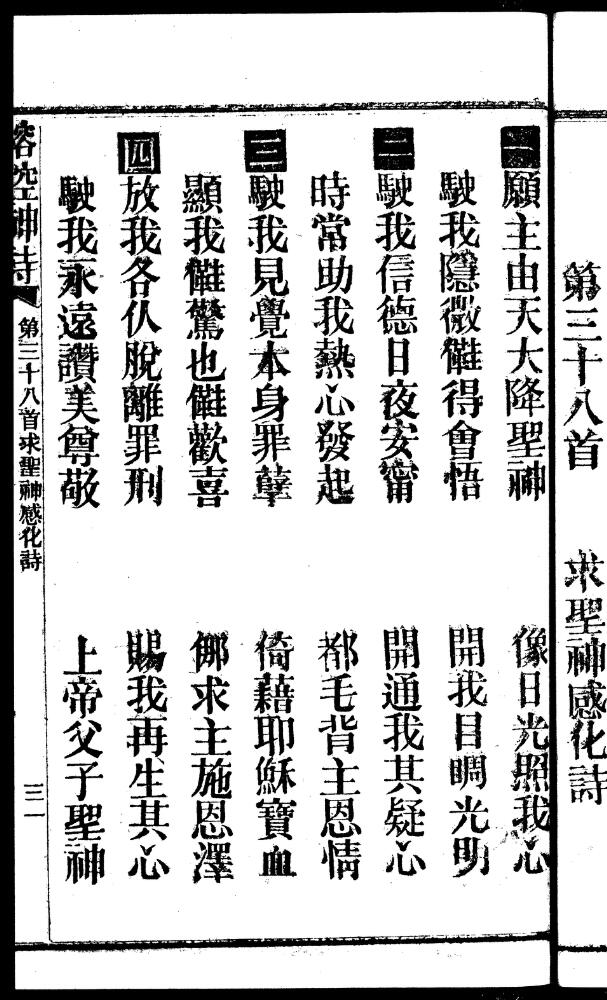 第三十八首 求聖神感化詩
一 願主由天大降聖神 像日光照我心
駛我隱微𣍐得會悟 開我目睭光明
二 駛我信德日夜安甯 開通我其疑心
時常助我熱心發起 都毛背主恩情
三 駛我見覺本身罪孽 倚藉耶穌寶血
顯我驚也歡喜 求主施恩澤
四 放我各仈脫離罪刑 賜我再生其心
駛我永遠讚美尊敬 上帝父子聖神
榕腔神詩 第三十八首求聖神感化詩 三一